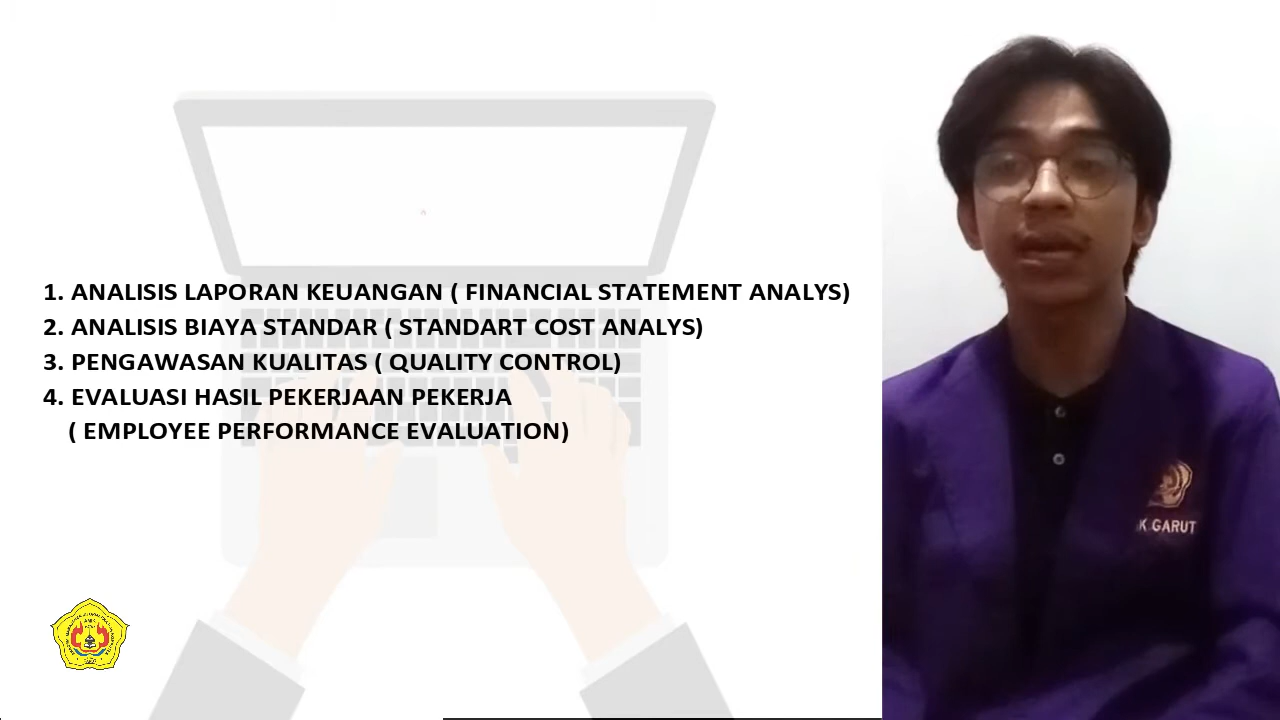 1. ANALISIS LAPORAN KEUANGAN ( FINANCIAL STATEMENT ANALYS)
2. ANALISIS BIAYA STANDAR ( STANDART COST ANALYS)
3. PENGAWASAN KUALITAS ( QUALITY CONTROL)
4. EVALUASI HASIL PEKERJAAN PEKERJA
( EMPLOYEE PERFORMANCE EVALUATION)
K.GARUT